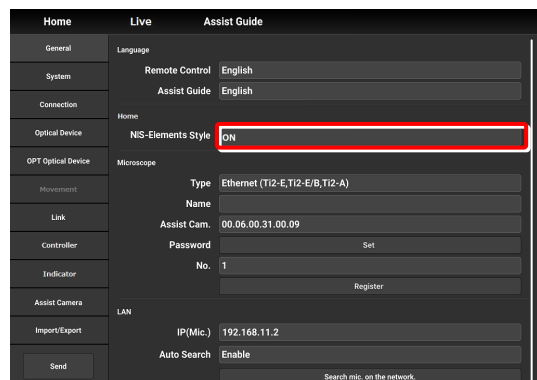 Home Live Assist Guide
General
System
Connection
Optical Device
OPT Optical Device
Movement
Link
Controller
Indicator
Assist Camera
Import/Export
Send
Language
Remote Control English
Assist Guide English
Home
NIS-Elements Style ON
Microscope
Type Ethernet (Ti2-E,Ti2-E/B,Ti2-A)
Name
Assist Cam. 00.06.00.31.00.09
Password Set
No. 1
Register
LAN
IP(Mic.) 192.168.11.2
Auto Search Enable
Search mic. on the network.